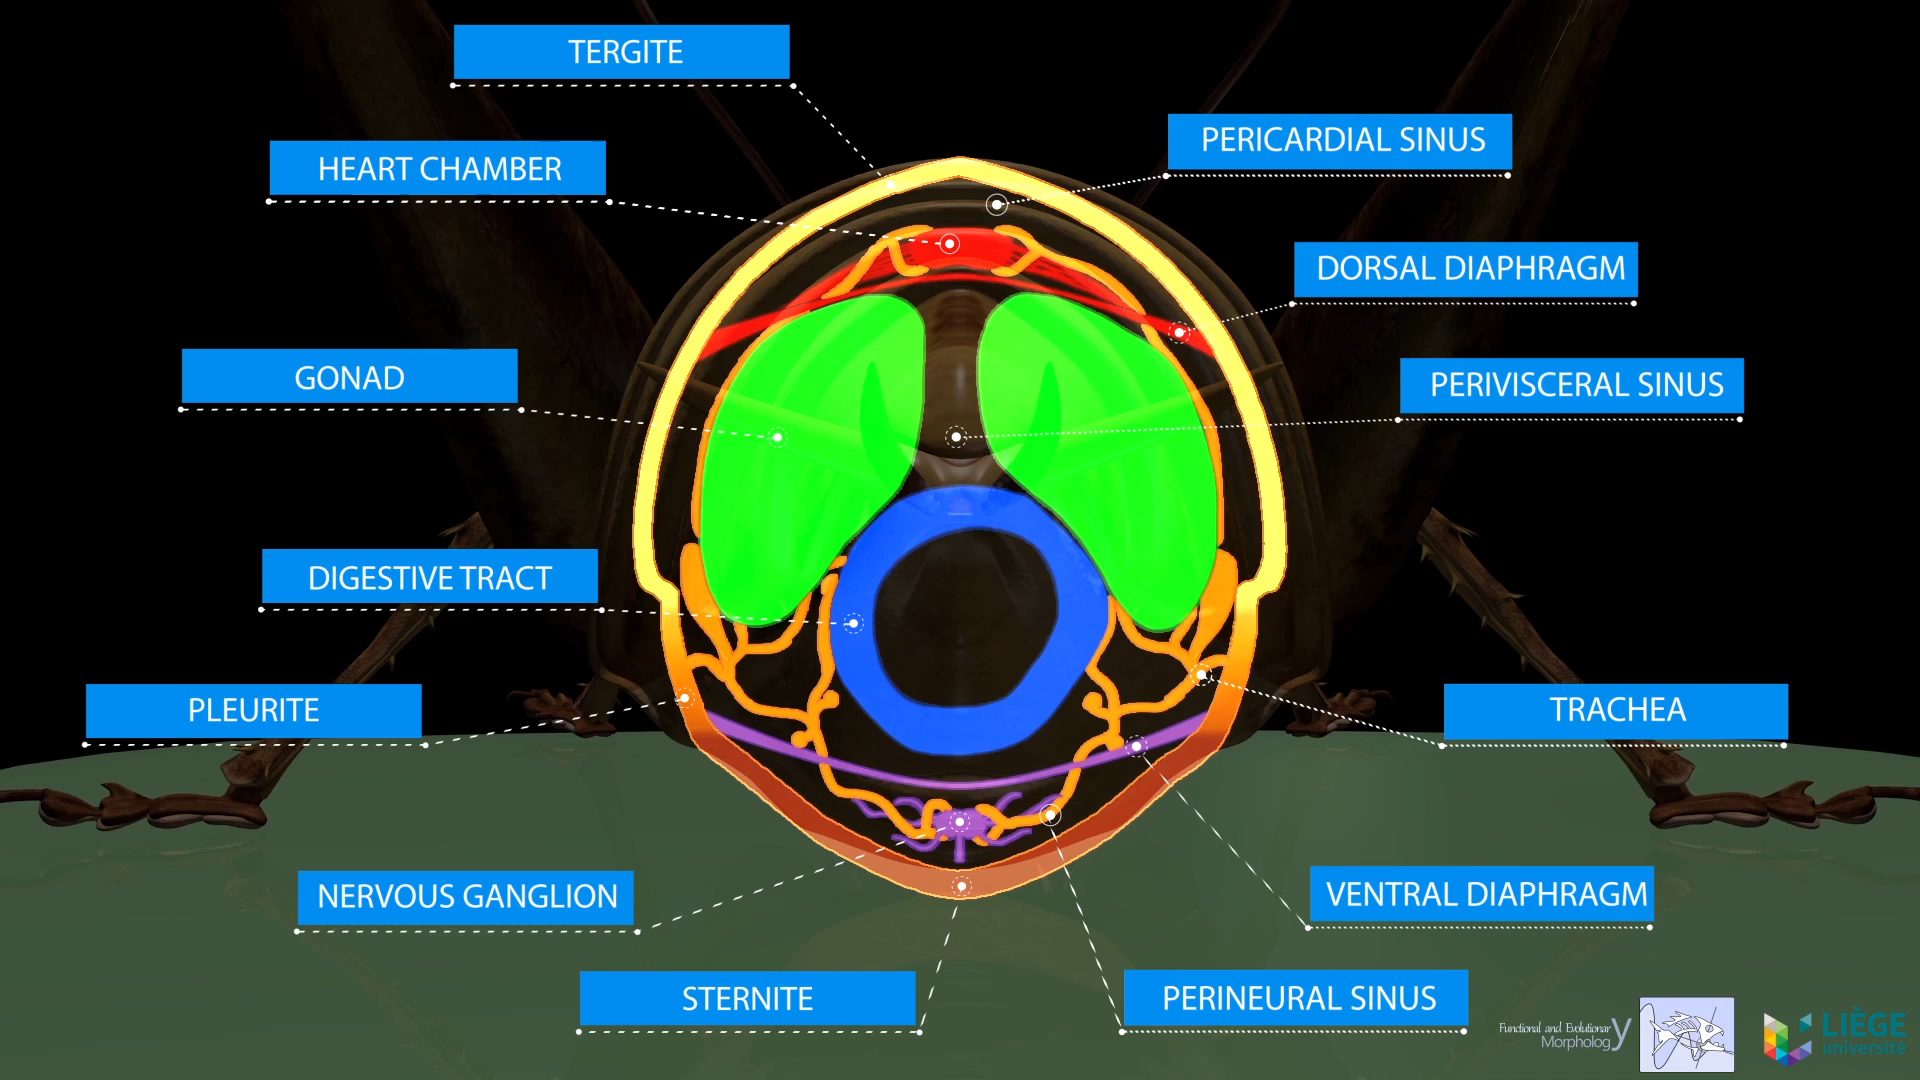 TERGITE
PERICARDIAL SINUS
HEART CHAMBER
DORSAL DIAPHRAGM
GONAD
PERIVISCERAL SINUS
DIGESTIVE TRACT
PLEURITE
TRACHEA
NERVOUS GANGLION
VENTRAL DIAPHRAGM
STERNITE
PERINEURAL SINUS
Functional and Evolutionary
Morphology
LIÈGE
université